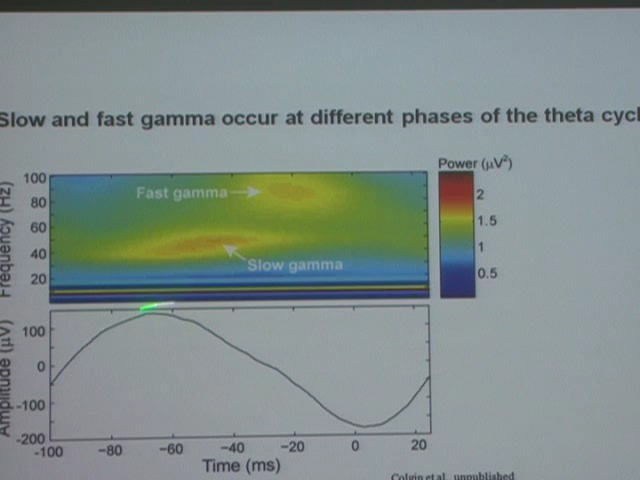 Slow and fast gamma occur at different phases of the theta cycl
Power (μV²)
Fast gamma
Slow gamma
Frequency (Hz)
100
80
60
40
20
2
1.5
1
0.5
Amplitude (μV)
100
0
-100
-200
-100
-80
-60
-40
-20
0
20
Time (ms)
Colgin et al., unpublished